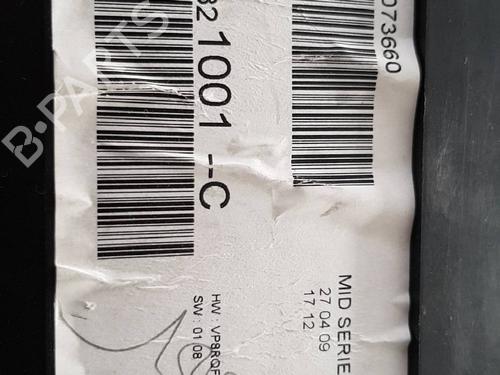 073660
32 1001 --C
MID SERIE
27 04 09
17 12
HW : VP8RQF
SW : 01 08
B-PARTS